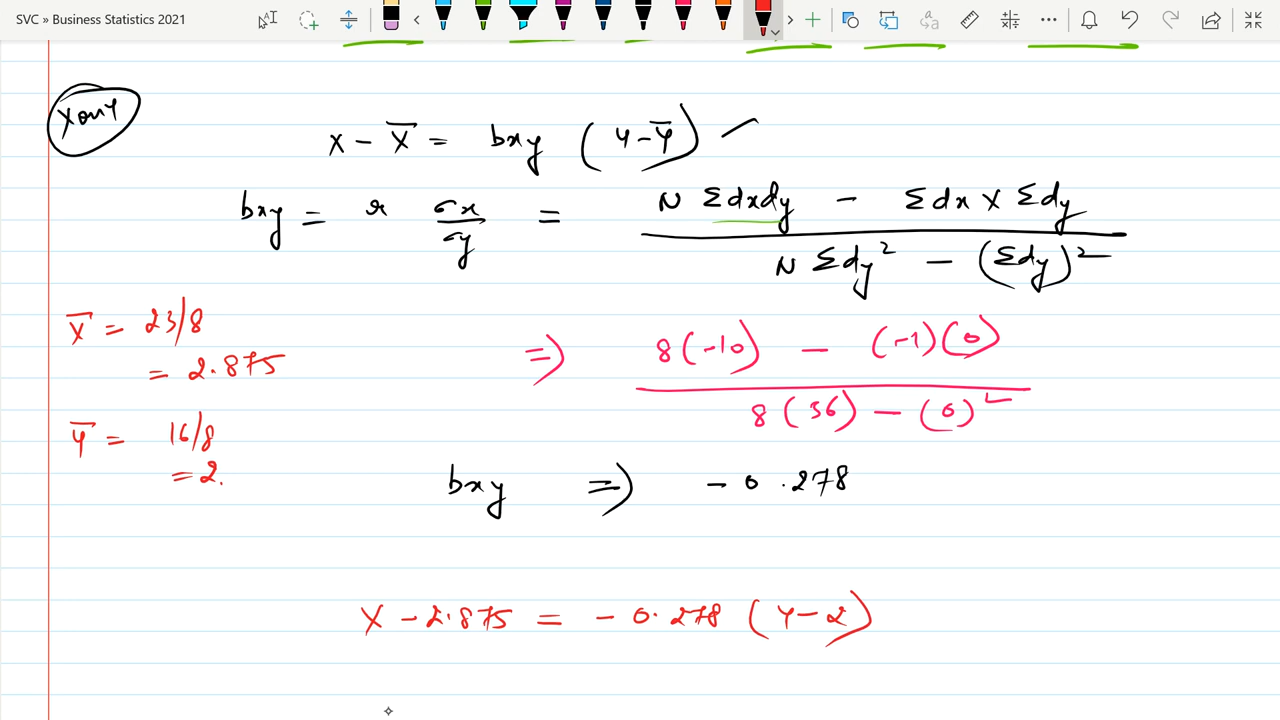 SVC » Business Statistics 2021
X on Y
X - X̅ = bxy (Y - Y̅)
bxy = r σx/σy = N Σdxdy - Σdx X Σdy / N Σdy² - (Σdy)²
X̅ = 23/8
= 2.875
=) 8(-10) - (-1)(0) / 8(36) - (0)²
Y̅ = 16/8
= 2.
bxy =) - 0.278
X - 2.875 = - 0.278 (Y - 2)